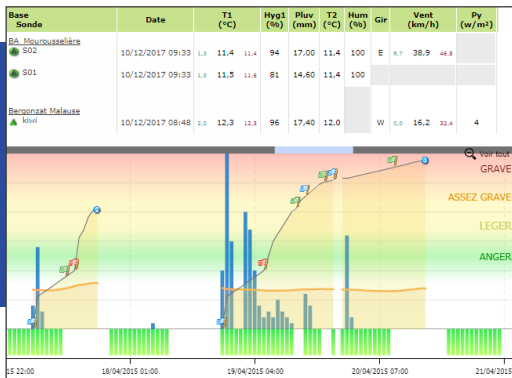 Base Sonde Date T1 (°C) Hyg1 (%) Pluv (mm) T2 (°C) Hum (%) Gir Vent (km/h) Py (w/m²)
BA_Mourousselière
S02 10/12/2017 09:33 1,3 11,4 11,4 94 17,00 11,4 100 E 9,7 38,9 46,8
S01 10/12/2017 09:33 1,5 11,5 11,6 81 14,60 11,4 100
Bergonzat Malause
kiwi 10/12/2017 08:48 2,0 12,3 12,3 96 17,40 12,0 W 0,0 16,2 32,4 4
Voir tout
GRAVE
ASSEZ GRAVE
LEGER
ANGER
2 3
15 22:00 18/04/2015 01:00 19/04/2015 04:00 20/04/2015 07:00 21/04/2015